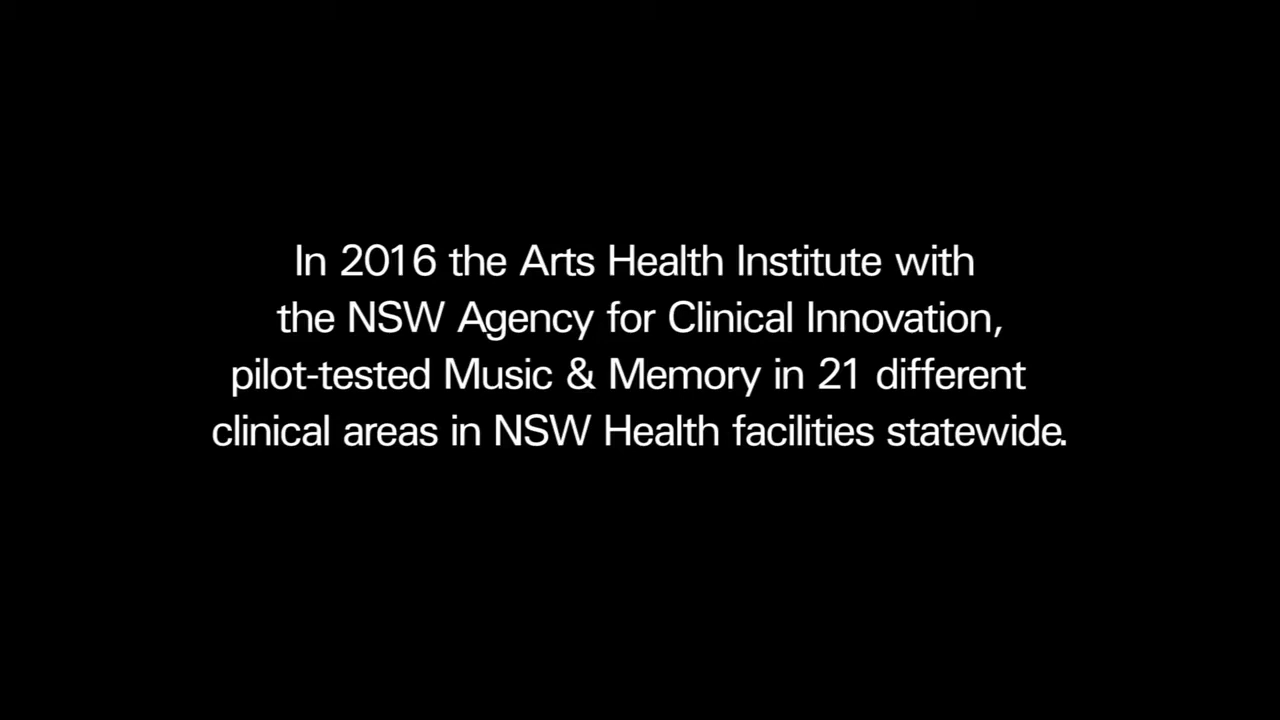 In 2016 the Arts Health Institute with
the NSW Agency for Clinical Innovation,
pilot-tested Music & Memory in 21 different
clinical areas in NSW Health facilities statewide.